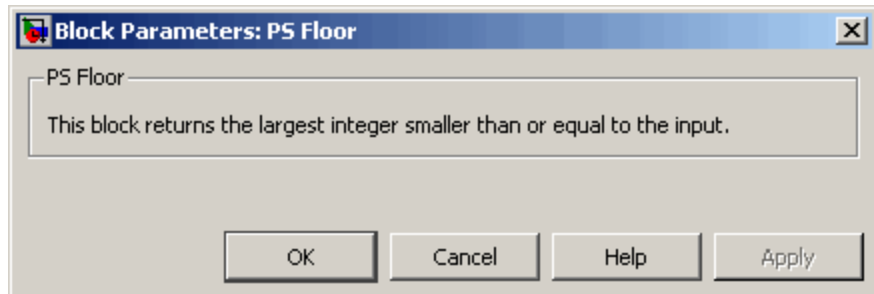 Block Parameters: PS Floor
PS Floor
This block returns the largest integer smaller than or equal to the input.
OK Cancel Help Apply